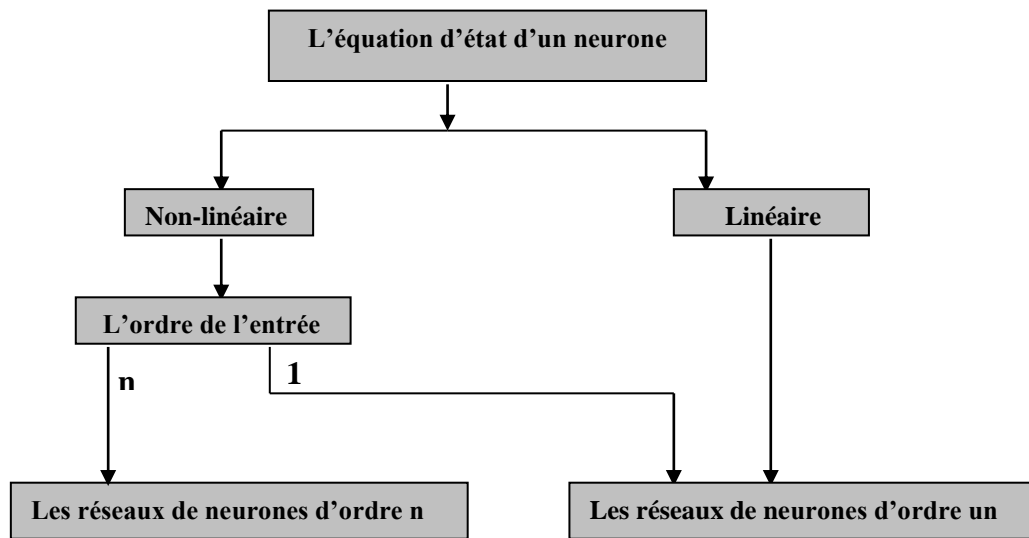 L’équation d’état d’un neurone
Non-linéaire
Linéaire
L’ordre de l’entrée
n
1
Les réseaux de neurones d’ordre n
Les réseaux de neurones d’ordre un